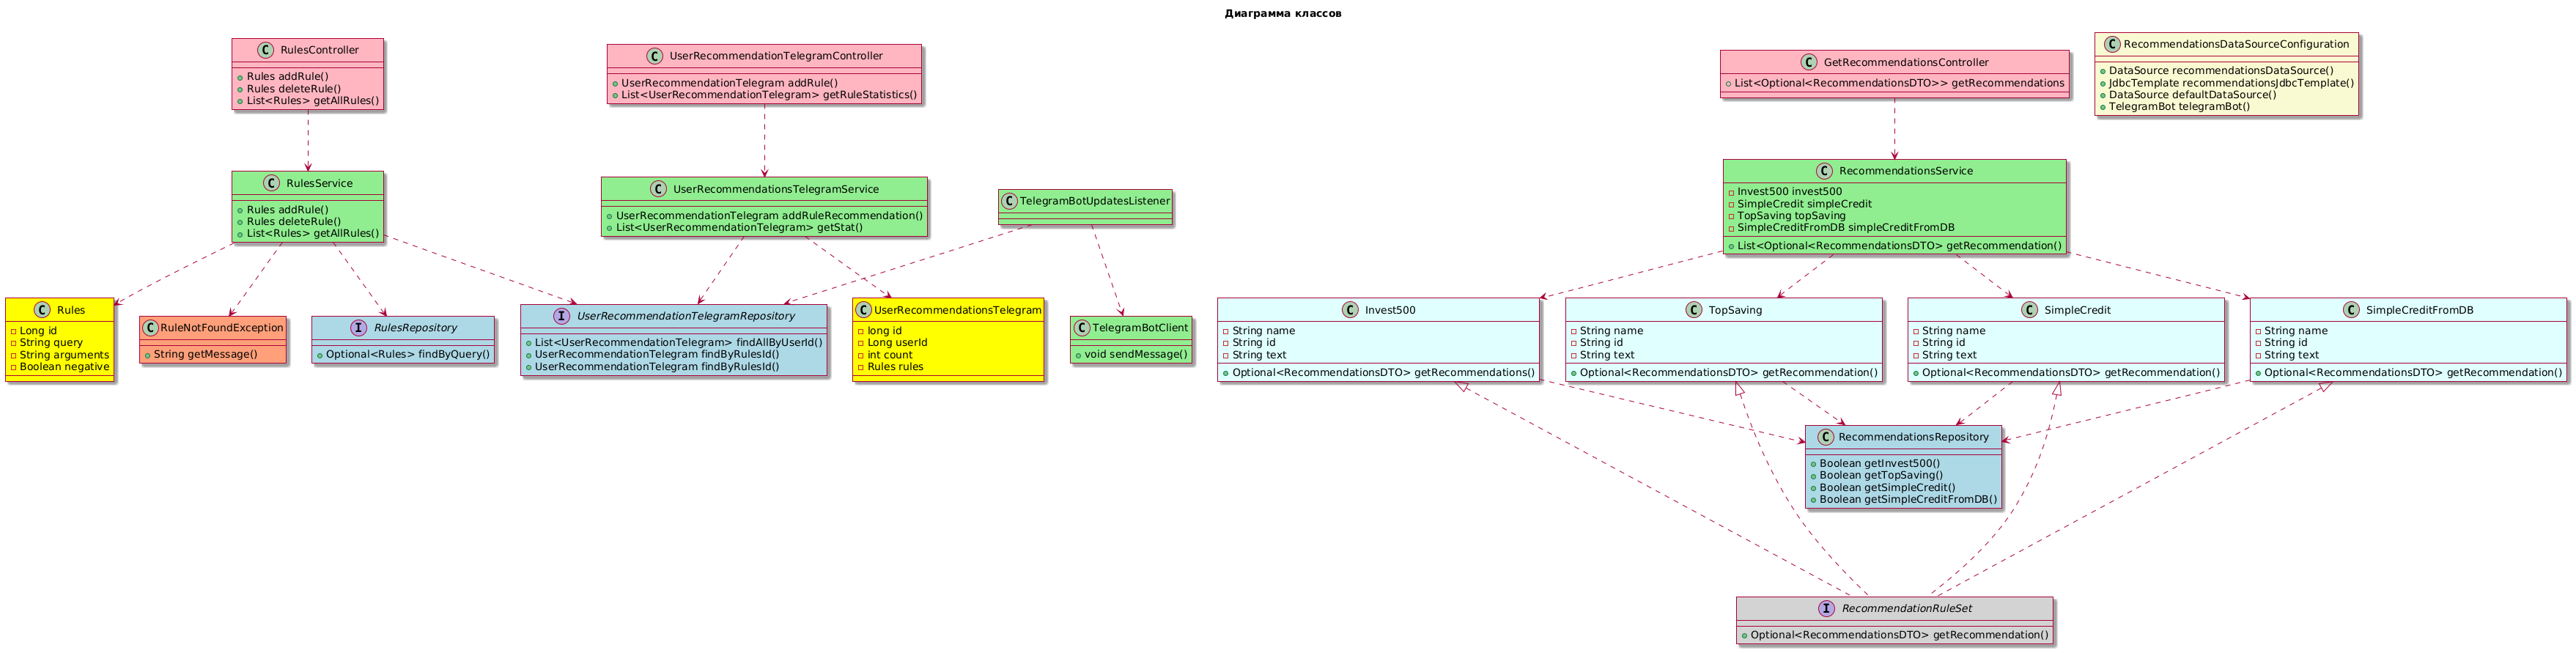 Диаграмма классов
C RulesController
Rules addRule()
Rules deleteRule()
List<Rules> getAllRules()
C UserRecommendationTelegramController
UserRecommendationTelegram addRule()
List<UserRecommendationTelegram> getRuleStatistics()
C GetRecommendationsController
List<Optional<RecommendationsDTO>> getRecommendations
C RecommendationsDataSourceConfiguration
DataSource recommendationsDataSource()
JdbcTemplate recommendationsJdbcTemplate()
DataSource defaultDataSource()
TelegramBot telegramBot()
C RulesService
Rules addRule()
Rules deleteRule()
List<Rules> getAllRules()
C UserRecommendationsTelegramService
UserRecommendationTelegram addRuleRecommendation()
List<UserRecommendationTelegram> getStat()
C TelegramBotUpdatesListener
C RecommendationsService
Invest500 invest500
SimpleCredit simpleCredit
TopSaving topSaving
SimpleCreditFromDB simpleCreditFromDB
List<Optional<RecommendationsDTO> getRecommendation()
C Rules
Long id
String query
String arguments
Boolean negative
C RuleNotFoundException
String getMessage()
I RulesRepository
Optional<Rules> findByQuery()
I UserRecommendationTelegramRepository
List<UserRecommendationTelegram> findAllByUserId()
UserRecommendationTelegram findByRulesId()
UserRecommendationTelegram findByRulesId()
C UserRecommendationsTelegram
long id
Long userId
int count
Rules rules
C TelegramBotClient
void sendMessage()
C Invest500
String name
String id
String text
Optional<RecommendationsDTO> getRecommendations()
C TopSaving
String name
String id
String text
Optional<RecommendationsDTO> getRecommendation()
C SimpleCredit
String name
String id
String text
Optional<RecommendationsDTO> getRecommendation()
C SimpleCreditFromDB
String name
String id
String text
Optional<RecommendationsDTO> getRecommendation()
C RecommendationsRepository
Boolean getInvest500()
Boolean getTopSaving()
Boolean getSimpleCredit()
Boolean getSimpleCreditFromDB()
I RecommendationRuleSet
Optional<RecommendationsDTO> getRecommendation()